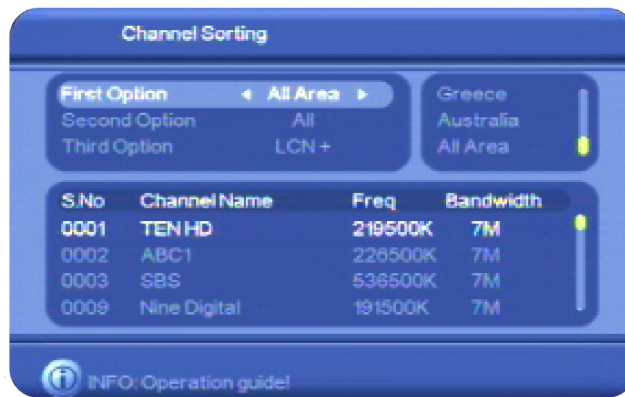 Channel Sorting
First Option All Area
Second Option All
Third Option LCN +
Greece
Australia
All Area
S.No Channel Name Freq Bandwidth
0001 TEN HD 219500K 7M
0002 ABC1 226500K 7M
0003 SBS 536500K 7M
0009 Nine Digital 191500K 7M
INFO: Operation guide!